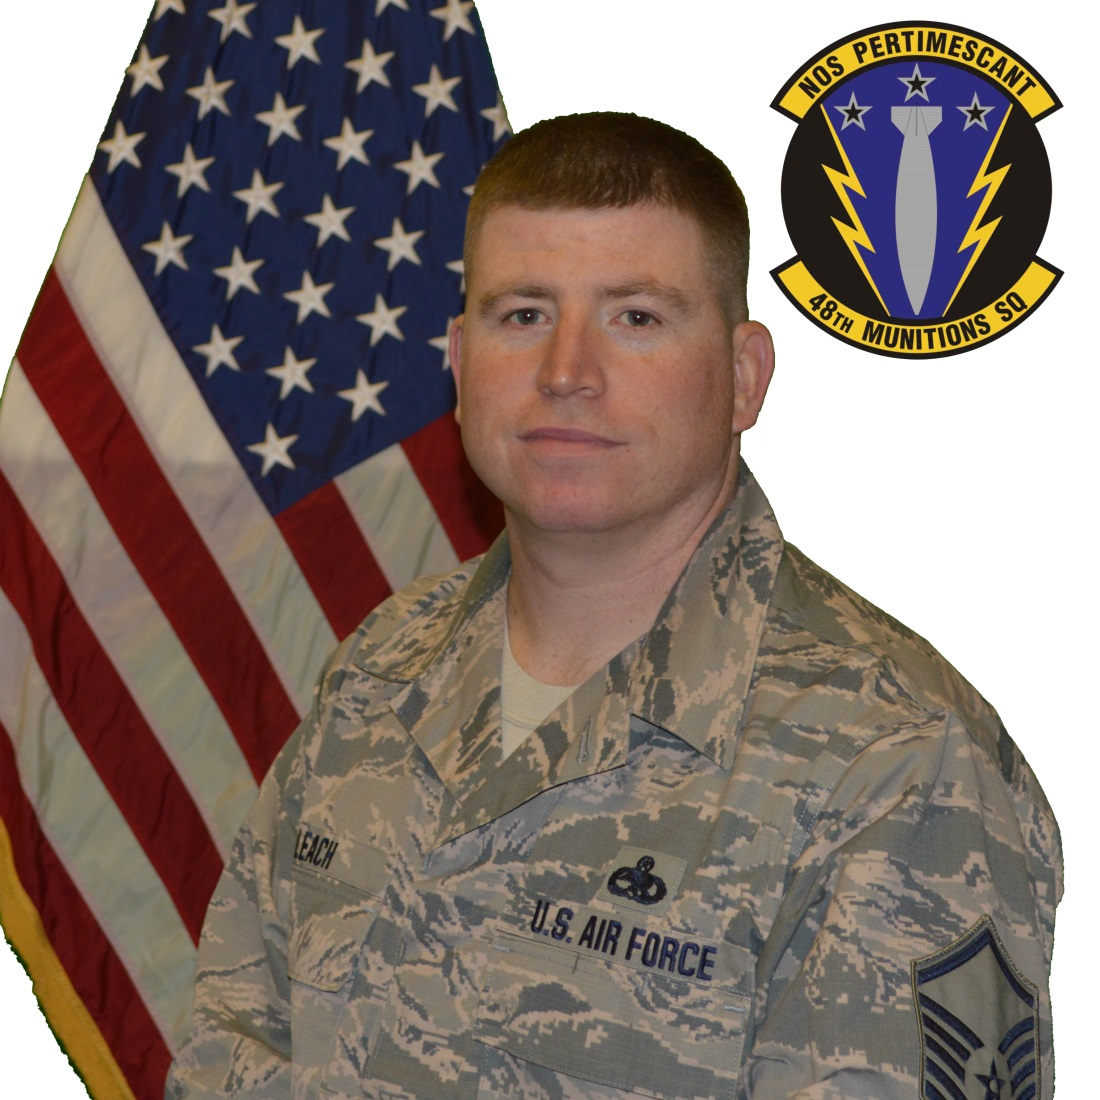 NOS PERTIMESCANT
48TH MUNITIONS SQ
LEACH
U.S. AIR FORCE